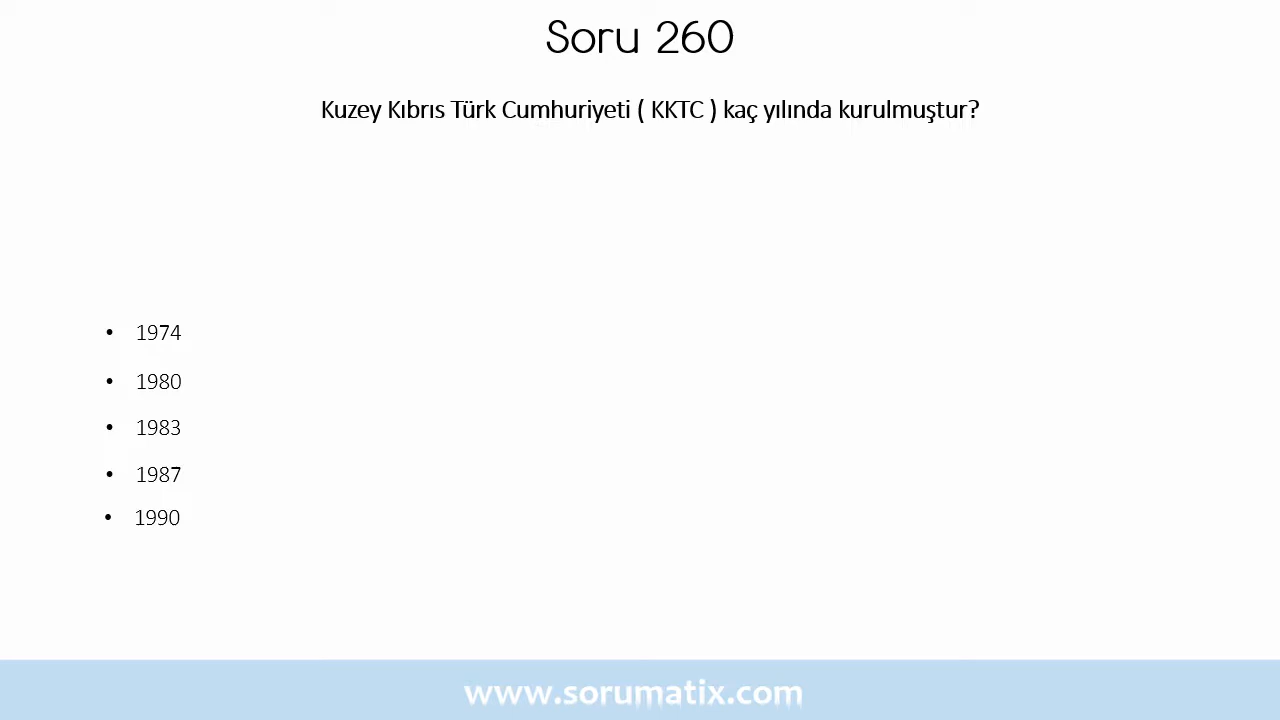 Soru 260
Kuzey Kıbrıs Türk Cumhuriyeti ( KKTC ) kaç yılında kurulmuştur?
• 1974
• 1980
• 1983
• 1987
• 1990
www.sorumatix.com